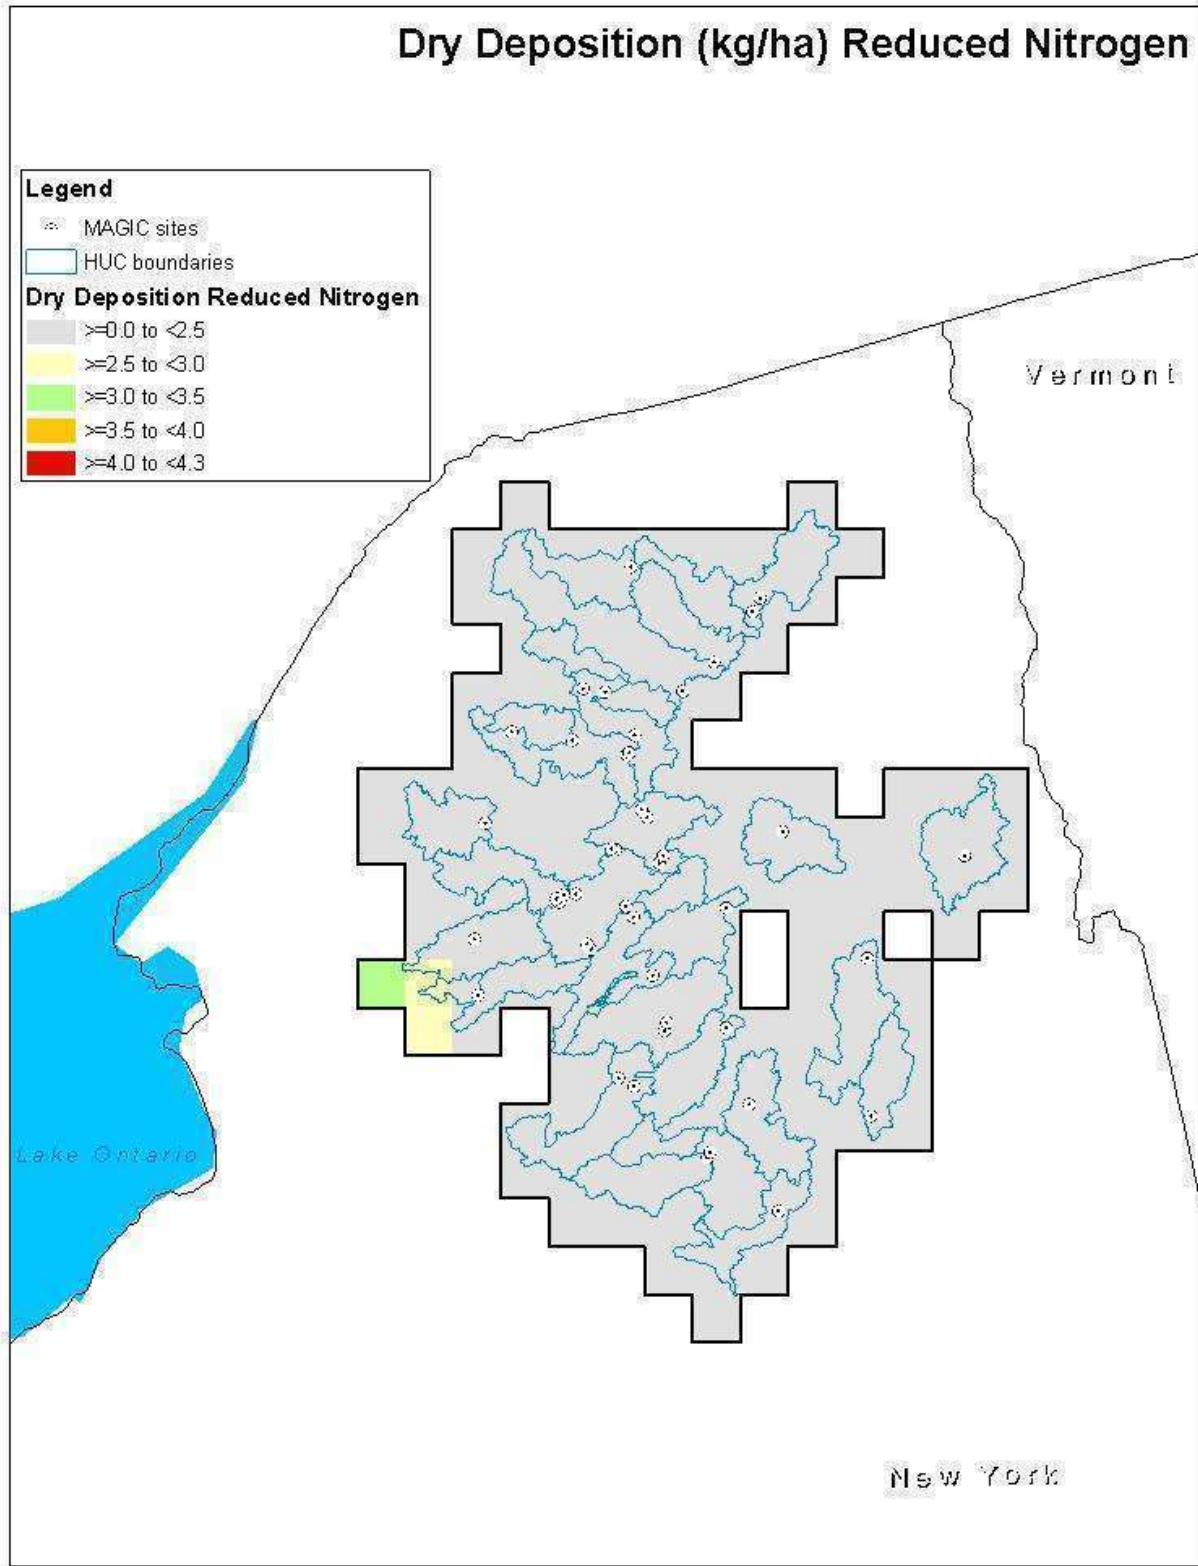 Dry Deposition (kg/ha) Reduced Nitrogen
Legend
MAGIC sites
HUC boundaries
Dry Deposition Reduced Nitrogen
>=0.0 to <2.5
>=2.5 to <3.0
>=3.0 to <3.5
>=3.5 to <4.0
>=4.0 to <4.3
Vermont
Lake Ontario
New York